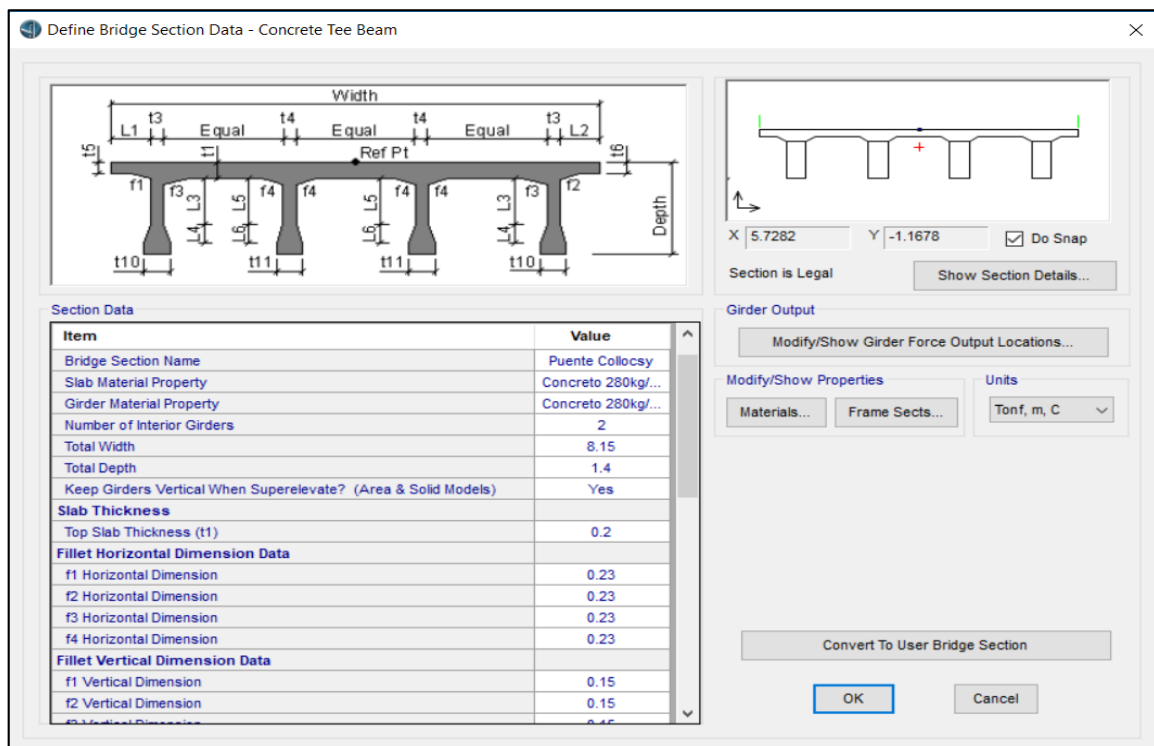 Define Bridge Section Data - Concrete Tee Beam
Width
L1 t3 Equal t4 Equal t4 Equal t3 L2
t5 t1 Ref Pt t6
f1 f3 f4 f4 f4 f4 f3 f2
L3 L5 L5 L3
L4 L6 L6 L4
Depth
t10 t11 t11 t10
X 5.7282 Y -1.1678 Do Snap
Section is Legal Show Section Details...
Section Data
Item Value
Bridge Section Name Puente Collocsy
Slab Material Property Concreto 280kg/...
Girder Material Property Concreto 280kg/...
Number of Interior Girders 2
Total Width 8.15
Total Depth 1.4
Keep Girders Vertical When Superelevate? (Area & Solid Models) Yes
Slab Thickness
Top Slab Thickness (t1) 0.2
Fillet Horizontal Dimension Data
f1 Horizontal Dimension 0.23
f2 Horizontal Dimension 0.23
f3 Horizontal Dimension 0.23
f4 Horizontal Dimension 0.23
Fillet Vertical Dimension Data
f1 Vertical Dimension 0.15
f2 Vertical Dimension 0.15
f3 Vertical Dimension 0.15
Girder Output
Modify/Show Girder Force Output Locations...
Modify/Show Properties
Materials... Frame Sects...
Units
Tonf, m, C
Convert To User Bridge Section
OK Cancel